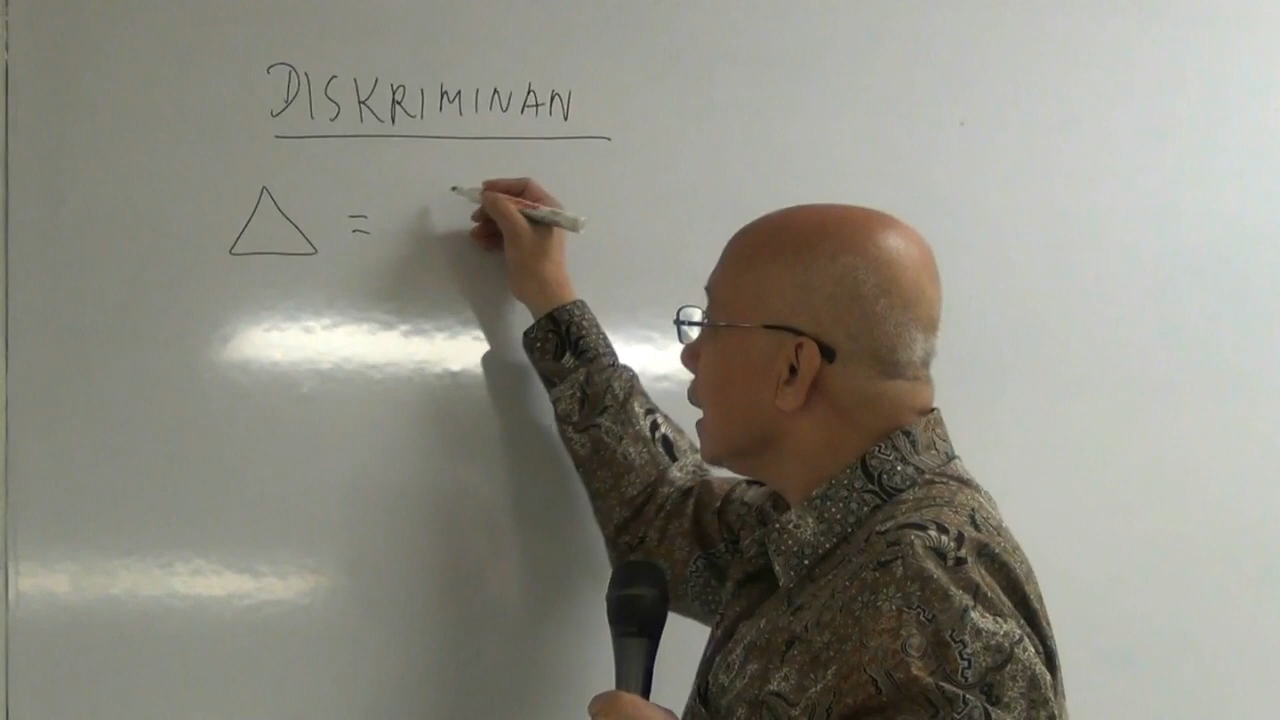 DISKRIMINAN
△ =